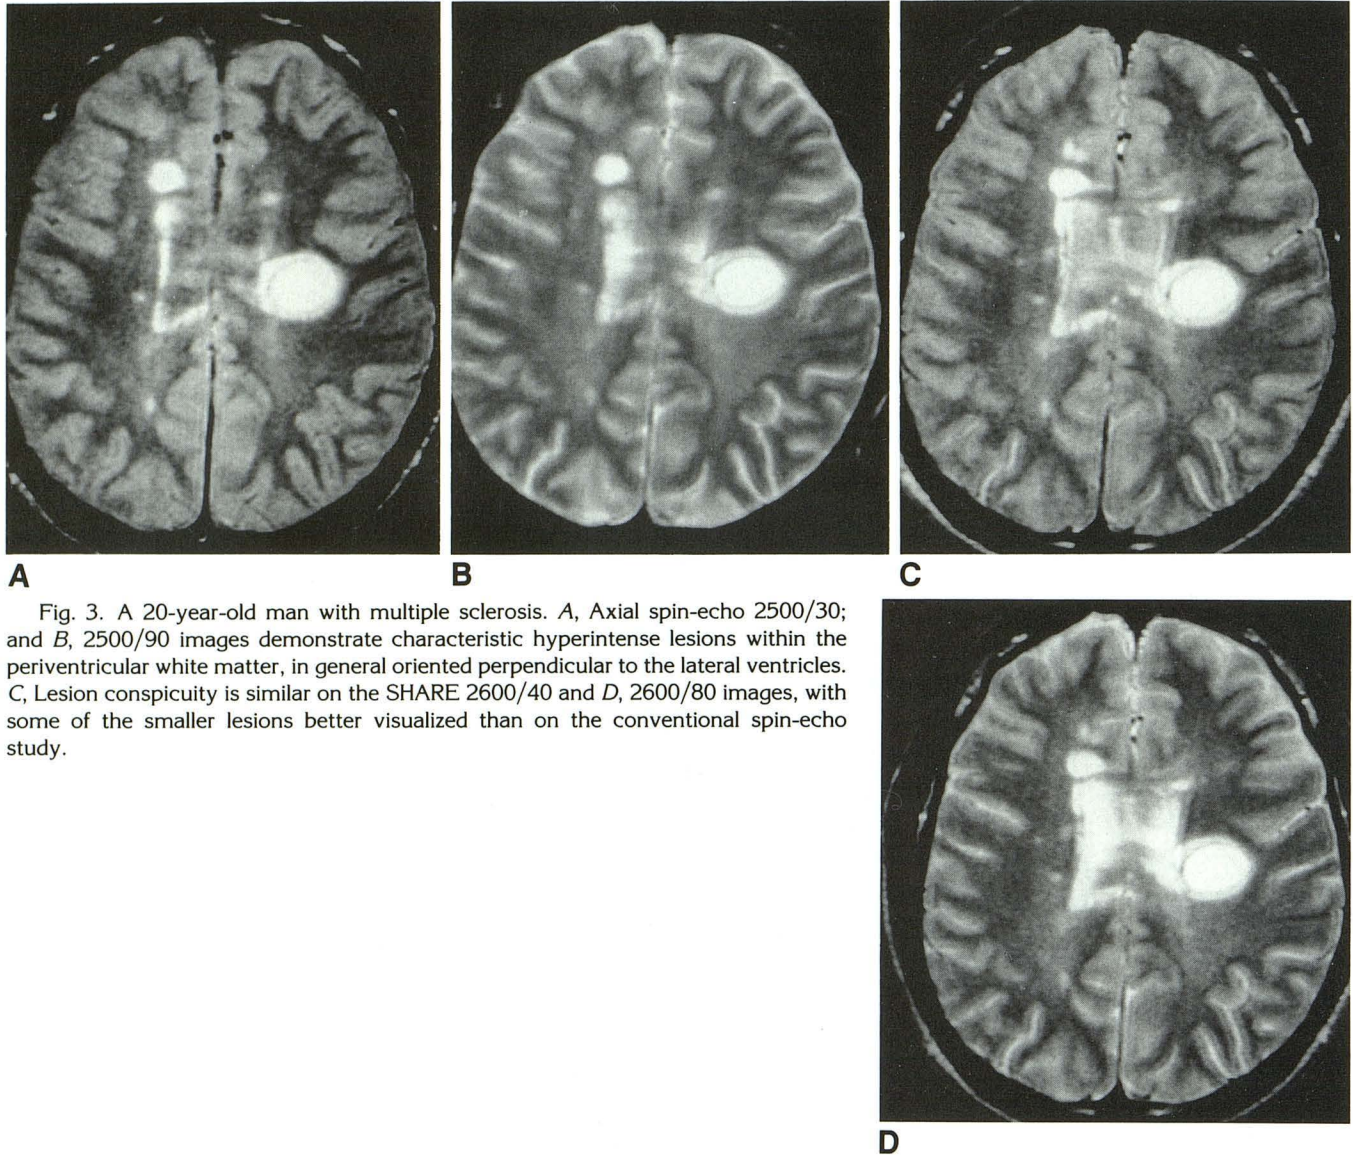 A
B
C
Fig. 3. A 20-year-old man with multiple sclerosis. A, Axial spin-echo 2500/30;
and B, 2500/90 images demonstrate characteristic hyperintense lesions within the
periventricular white matter, in general oriented perpendicular to the lateral ventricles.
C, Lesion conspicuity is similar on the SHARE 2600/40 and D, 2600/80 images, with
some of the smaller lesions better visualized than on the conventional spin-echo
study.
D